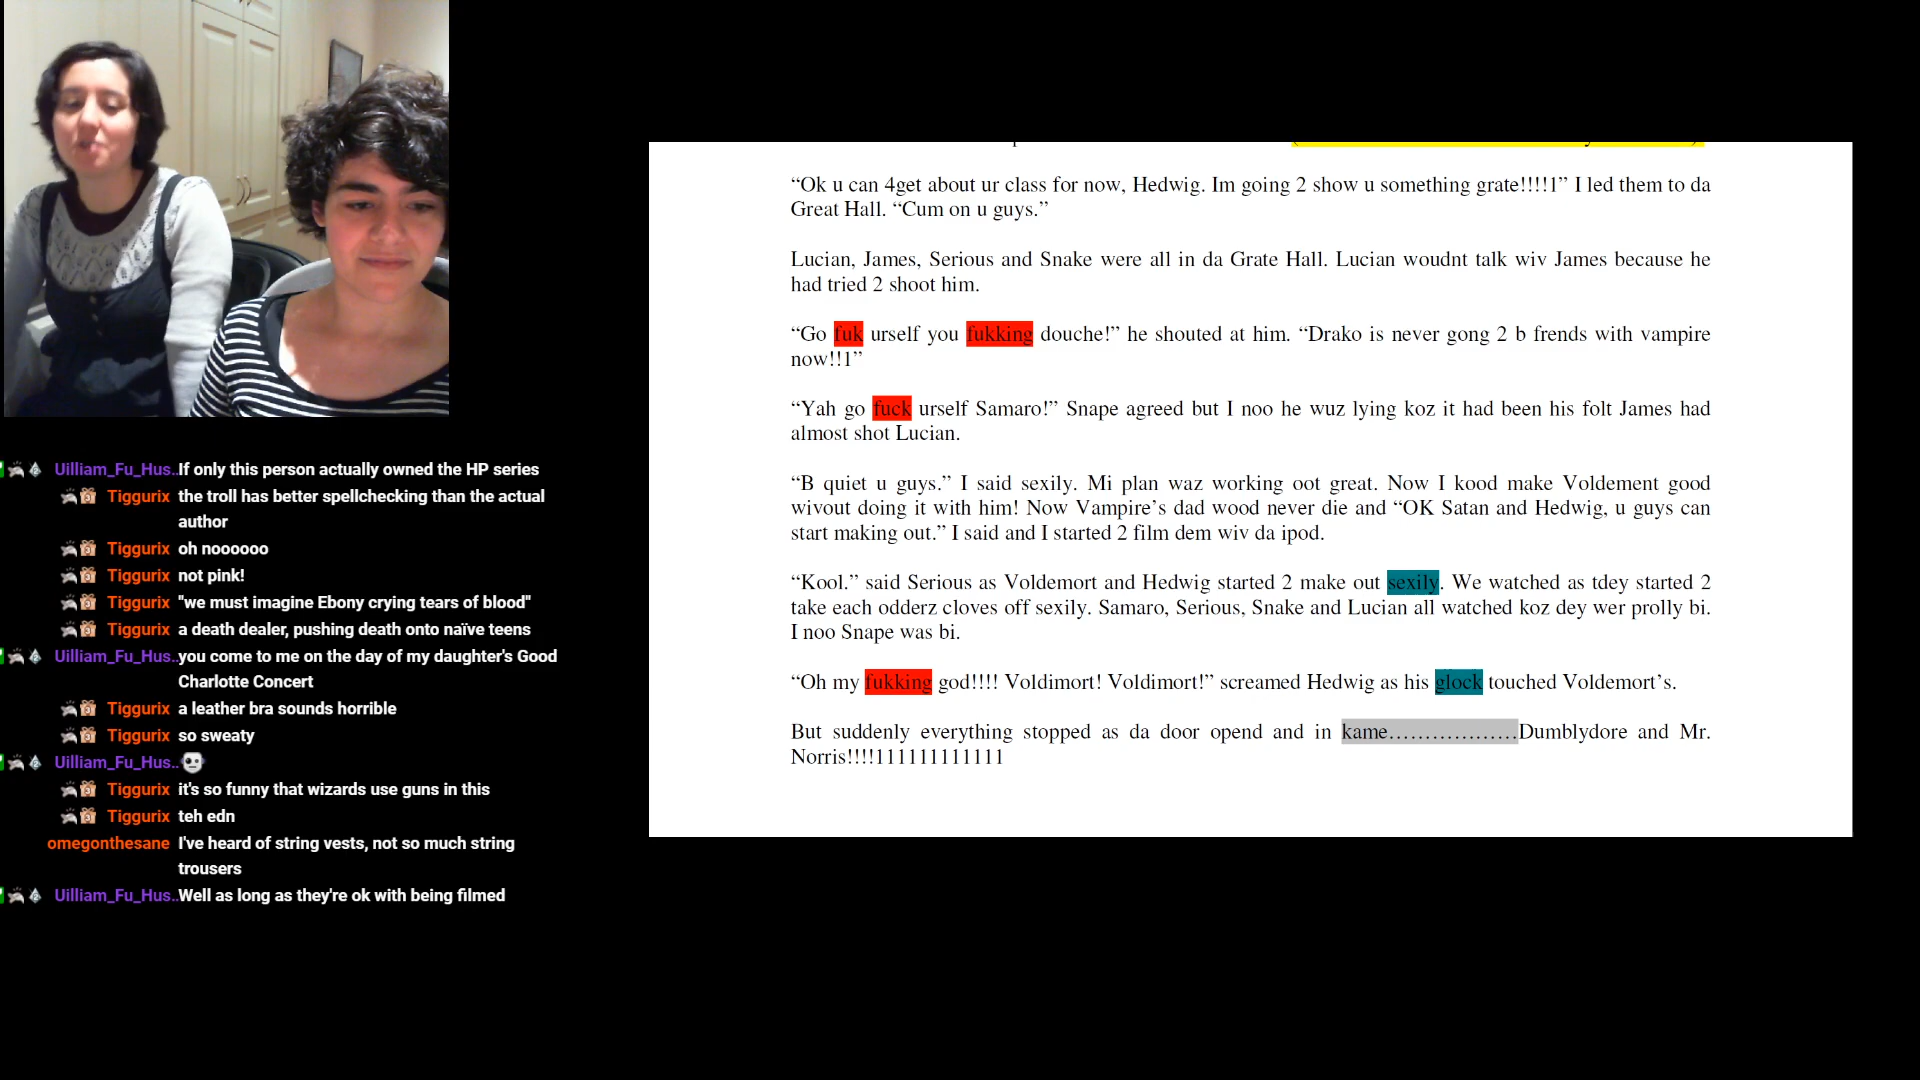 Uilliam_Fu_Hus..If only this person actually owned the HP series
Tiggurix the troll has better spellchecking than the actual
author
Tiggurix oh noooooo
Tiggurix not pink!
Tiggurix "we must imagine Ebony crying tears of blood"
Tiggurix a death dealer, pushing death onto naïve teens
Uilliam_Fu_Hus..you come to me on the day of my daughter's Good
Charlotte Concert
Tiggurix a leather bra sounds horrible
Tiggurix so sweaty
Uilliam_Fu_Hus..
Tiggurix it's so funny that wizards use guns in this
Tiggurix teh edn
omegonthesane I've heard of string vests, not so much string
trousers
Uilliam_Fu_Hus..Well as long as they're ok with being filmed
“Ok u can 4get about ur class for now, Hedwig. Im going 2 show u something grate!!!!1” I led them to da
Great Hall. “Cum on u guys.”
Lucian, James, Serious and Snake were all in da Grate Hall. Lucian woudnt talk wiv James because he
had tried 2 shoot him.
“Go fuk urself you fukking douche!” he shouted at him. “Drako is never gong 2 b frends with vampire
now!!1”
“Yah go fuck urself Samaro!” Snape agreed but I noo he wuz lying koz it had been his folt James had
almost shot Lucian.
“B quiet u guys.” I said sexily. Mi plan waz working oot great. Now I kood make Voldement good
wivout doing it with him! Now Vampire’s dad wood never die and “OK Satan and Hedwig, u guys can
start making out.” I said and I started 2 film dem wiv da ipod.
“Kool.” said Serious as Voldemort and Hedwig started 2 make out sexily. We watched as tdey started 2
take each odderz cloves off sexily. Samaro, Serious, Snake and Lucian all watched koz dey wer prolly bi.
I noo Snape was bi.
“Oh my fukking god!!!! Voldimort! Voldimort!” screamed Hedwig as his glock touched Voldemort’s.
But suddenly everything stopped as da door opend and in kame………………Dumblydore and Mr.
Norris!!!!111111111111